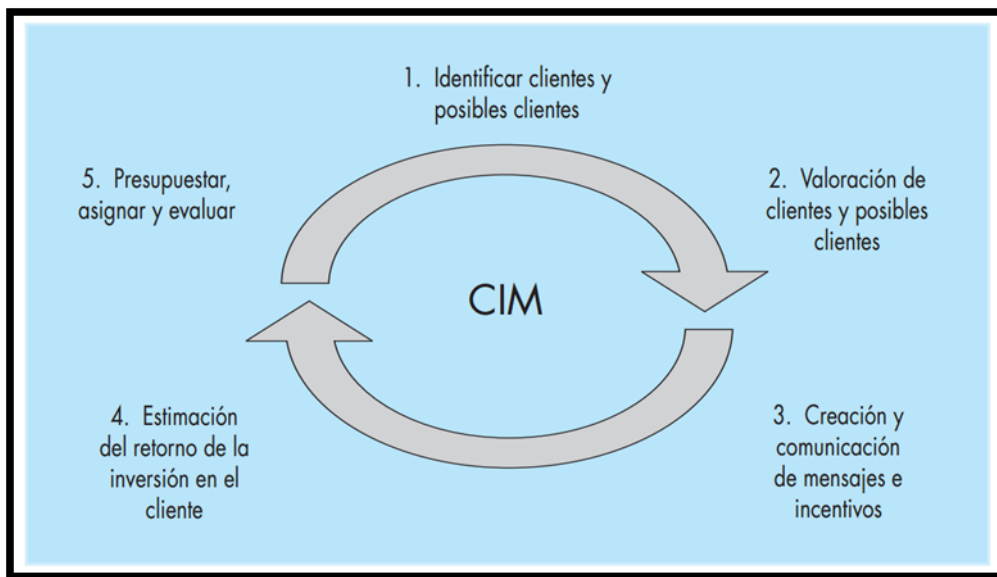 1. Identificar clientes y
posibles clientes
2. Valoración de
clientes y posibles
clientes
3. Creación y
comunicación
de mensajes e
incentivos
4. Estimación
del retorno de la
inversión en el
cliente
5. Presupuestar,
asignar y evaluar
CIM